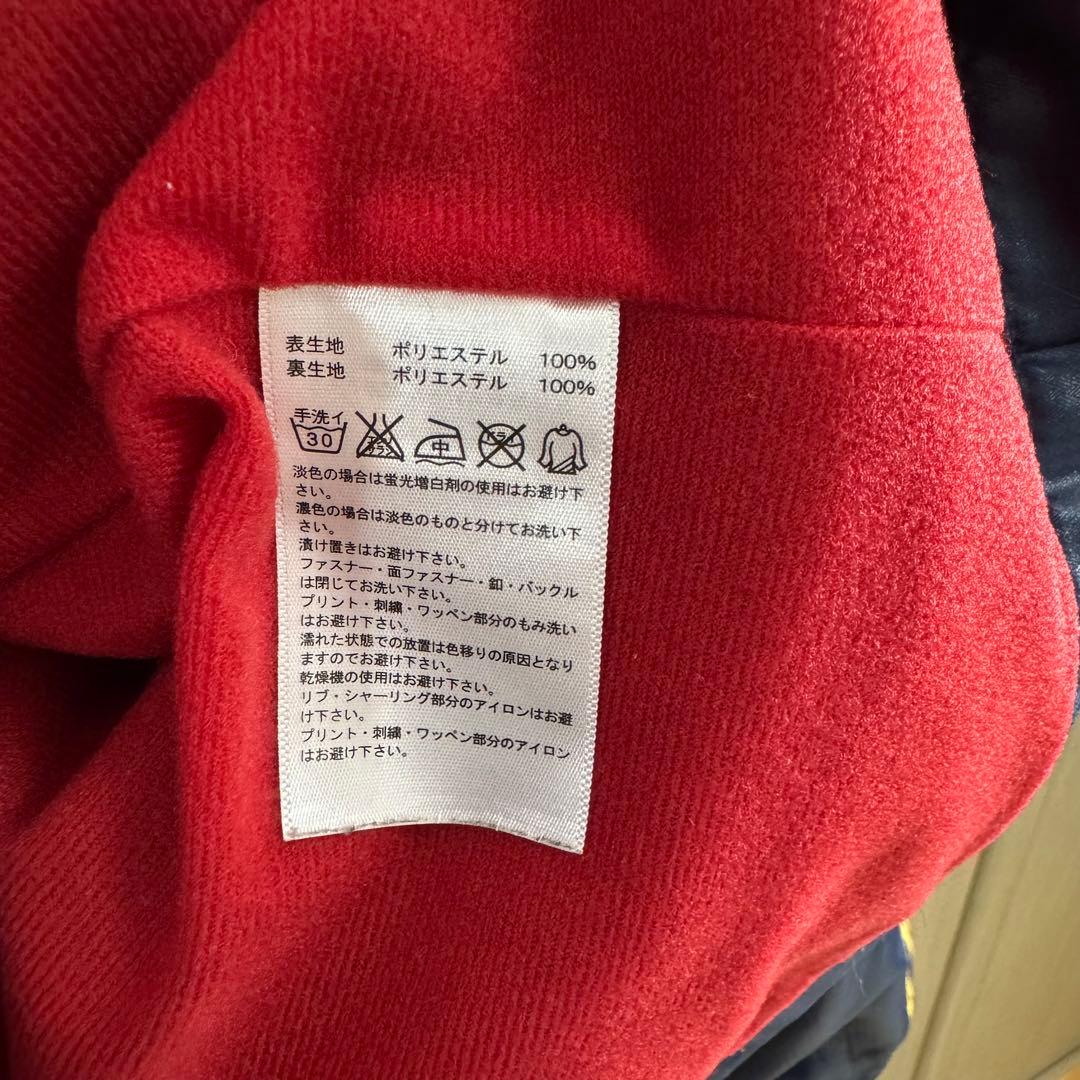 表生地 ポリエステル 100%
裏生地 ポリエステル 100%
手洗イ
30
エンソ
サラシ
中
ドライ
淡色の場合は蛍光増白剤の使用はお避け下
さい。
濃色の場合は淡色のものと分けてお洗い下
さい。
漬け置きはお避け下さい。
ファスナー・面ファスナー・釦・バックル
は閉じてお洗い下さい。
プリント・刺繍・ワッペン部分のもみ洗い
はお避け下さい。
濡れた状態での放置は色移りの原因となり
ますのでお避け下さい。
乾燥機の使用はお避け下さい。
リブ・シャーリング部分のアイロンはお避
け下さい。
プリント・刺繍・ワッペン部分のアイロン
はお避け下さい。